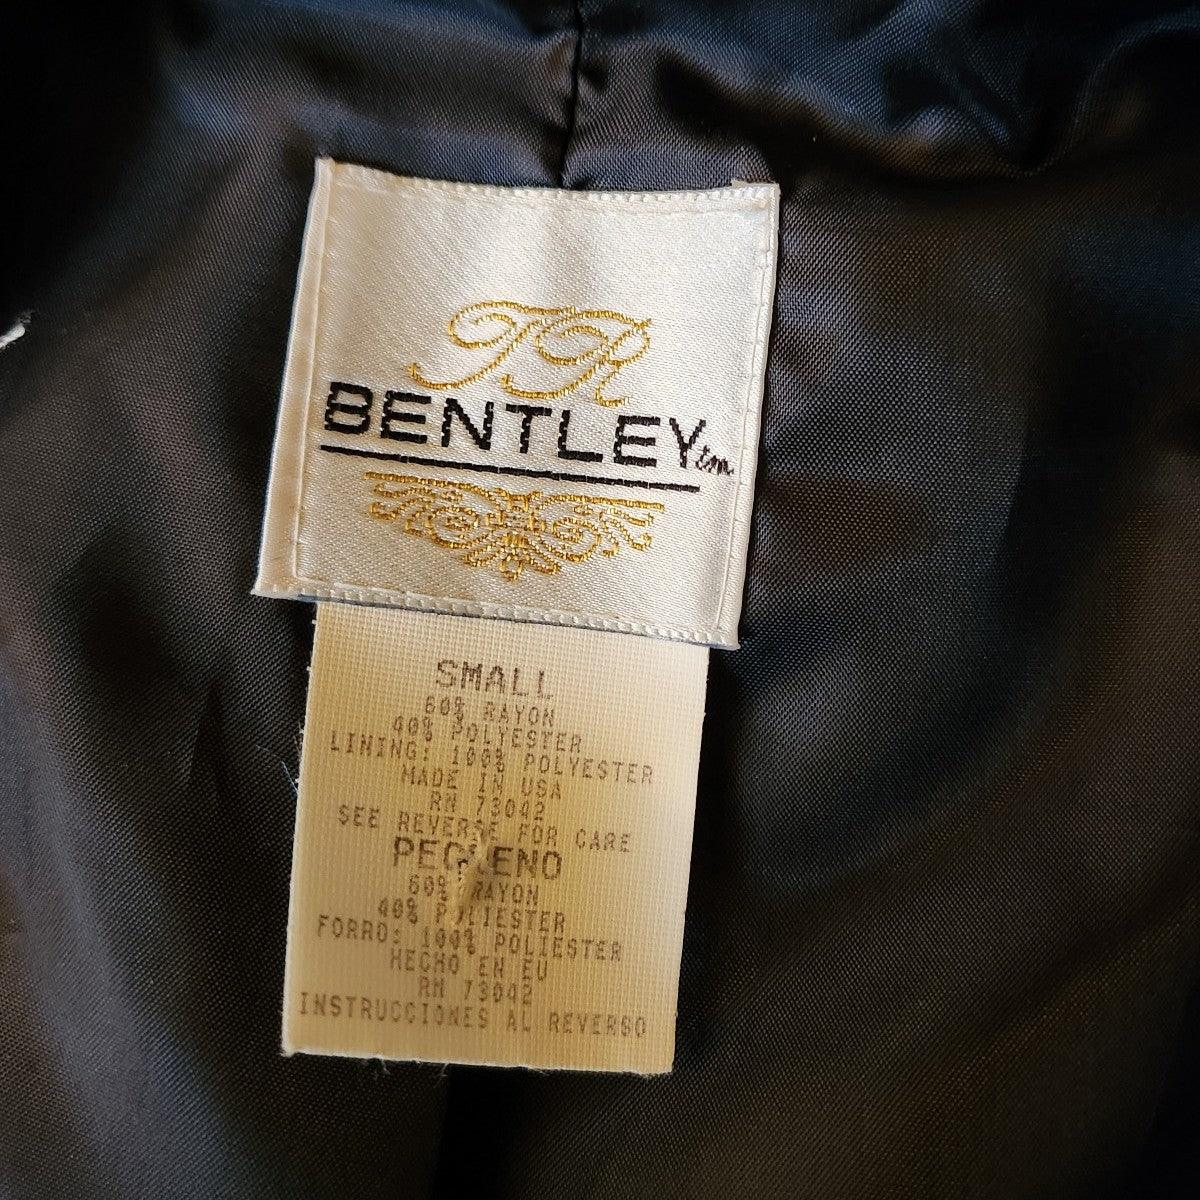 TR
BENTLEY tm
SMALL
60% RAYON
40% POLYESTER
LINING: 100% POLYESTER
MADE IN USA
RN 73042
SEE REVERSE FOR CARE
PEQUENO
60% RAYON
40% POLIESTER
FORRO: 100% POLIESTER
HECHO EN EU
RN 73042
INSTRUCCIONES AL REVERSO